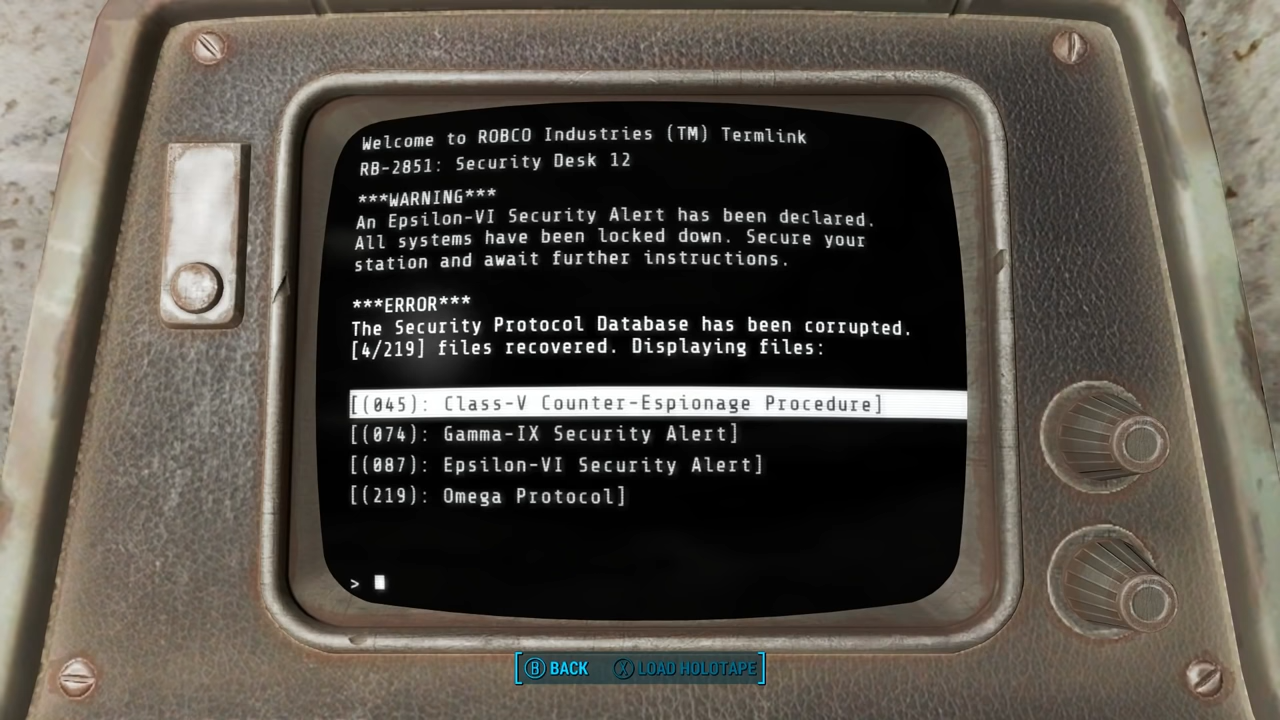 Welcome to ROBCO Industries (TM) Termlink
RB-2851: Security Desk 12
***WARNING***
An Epsilon-VI Security Alert has been declared.
All systems have been locked down. Secure your
station and await further instructions.
***ERROR***
The Security Protocol Database has been corrupted.
[4/219] files recovered. Displaying files:
[(045): Class-V Counter-Espionage Procedure]
[(074): Gamma-IX Security Alert]
[(087): Epsilon-VI Security Alert]
[(219): Omega Protocol]
>
[Ⓑ BACK Ⓧ LOAD HOLOTAPE]